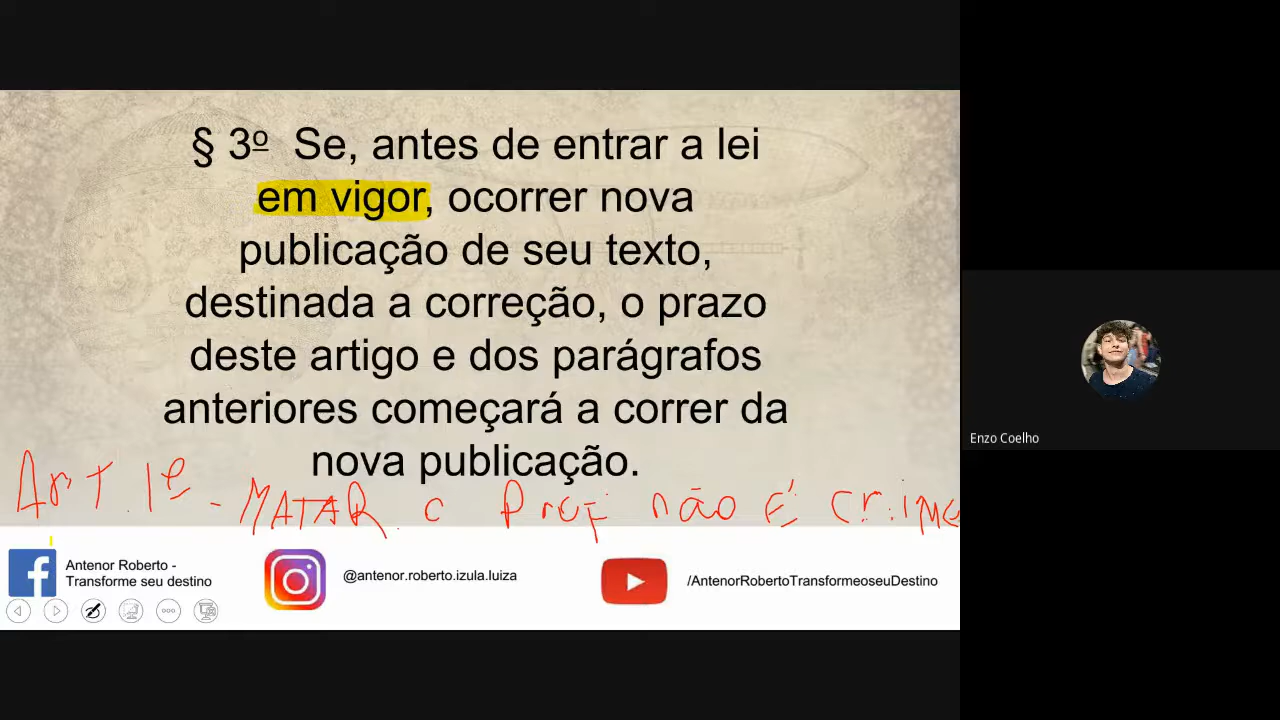 § 3º Se, antes de entrar a lei
em vigor, ocorrer nova
publicação de seu texto,
destinada a correção, o prazo
deste artigo e dos parágrafos
anteriores começará a correr da
nova publicação.
Art. 1º - MATAR o Prof não É crime
Antenor Roberto -
Transforme seu destino
@antenor.roberto.izula.luiza
/AntenorRobertoTransformeoseuDestino
Enzo Coelho